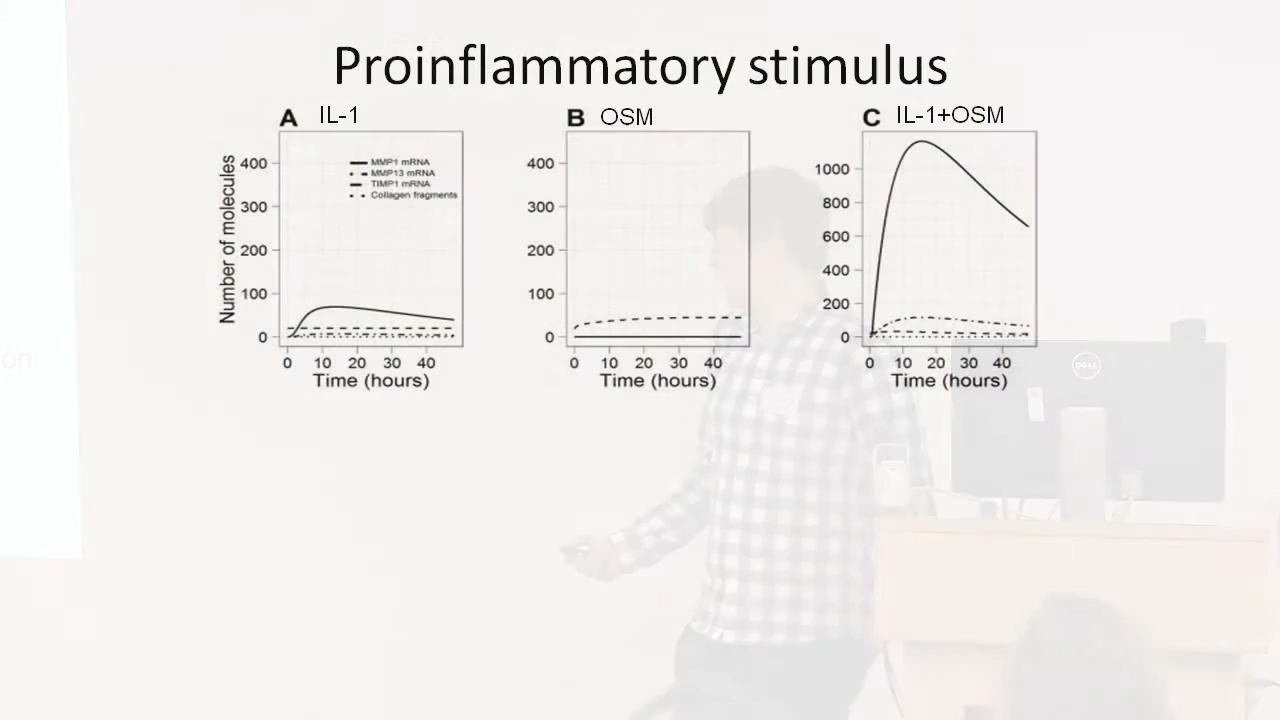 Proinflammatory stimulus
A IL-1
B OSM
C IL-1+OSM
Number of molecules
400
300
200
100
0
MMP1 mRNA
MMP13 mRNA
TIMP1 mRNA
Collagen fragments
0 10 20 30 40
Time (hours)
400
300
200
100
0
0 10 20 30 40
Time (hours)
1000
800
600
400
200
0
0 10 20 30 40
Time (hours)
on
DELL